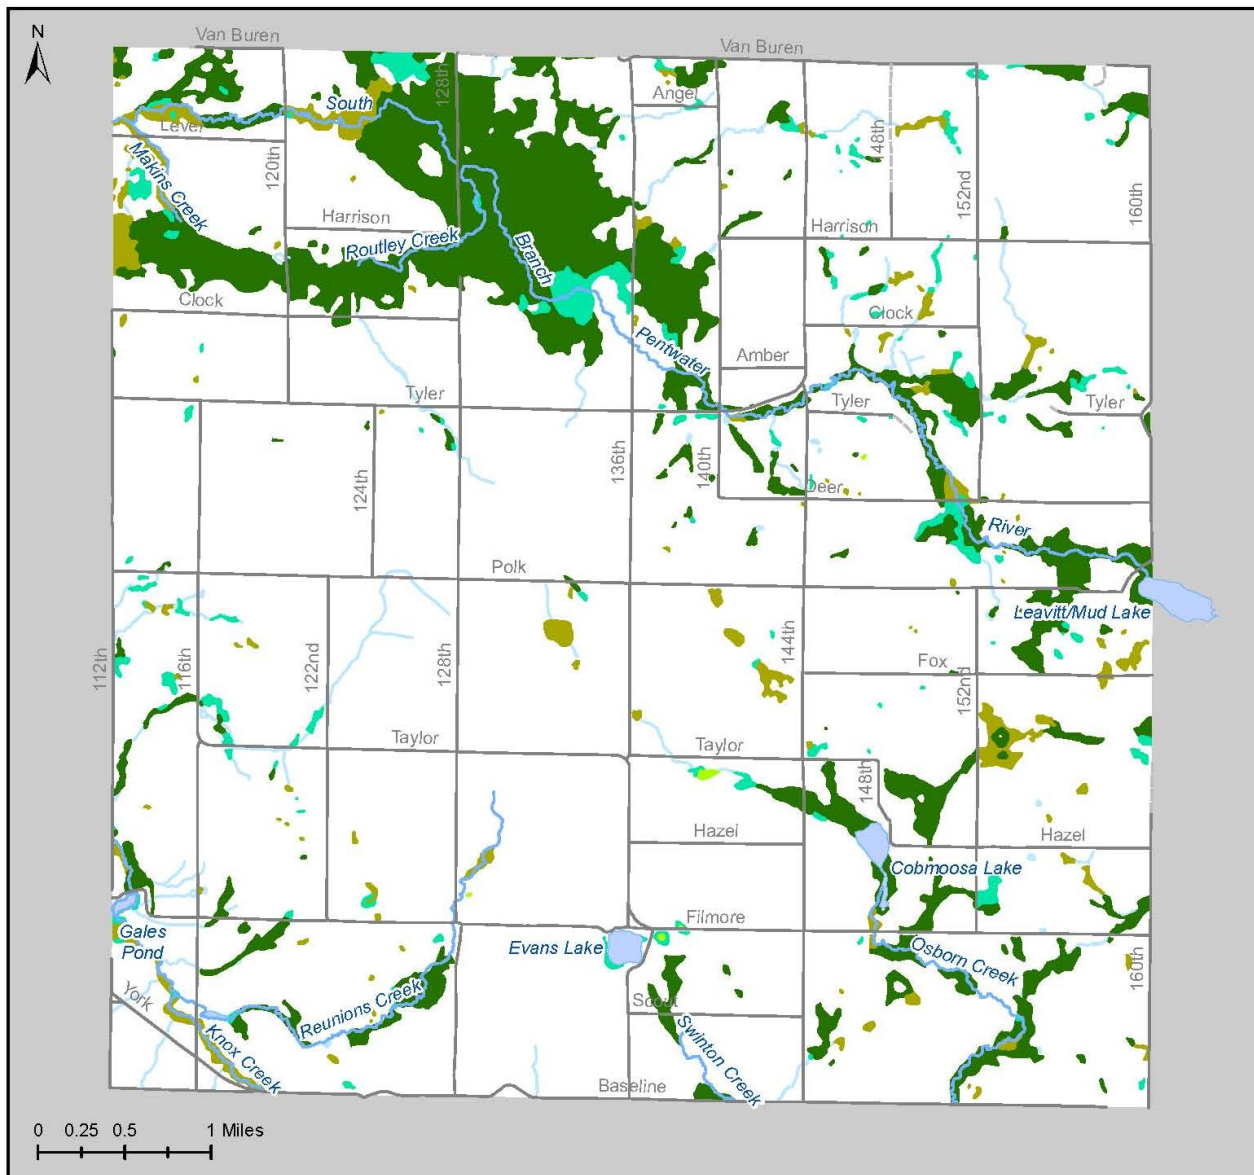 N
Van Buren
Van Buren
128th
Angel
South
Level
48th
120th
Makins Creek
152nd
160th
Harrison
Harrison
Routley Creek
Branch
Clock
Clock
Pentwater
Amber
Tyler
Tyler
Tyler
136th
140th
124th
Deer
River
Polk
Leavitt/Mud Lake
112th
116th
122nd
128th
144th
Fox
152nd
Taylor
Taylor
148th
Hazel
Hazel
Cobmoosa Lake
Filmore
Gales
Pond
Evans Lake
Osborn Creek
160th
York
Reunions Creek
Scout
Knox Creek
Swinton Creek
Baseline
0 0.25 0.5 1 Miles